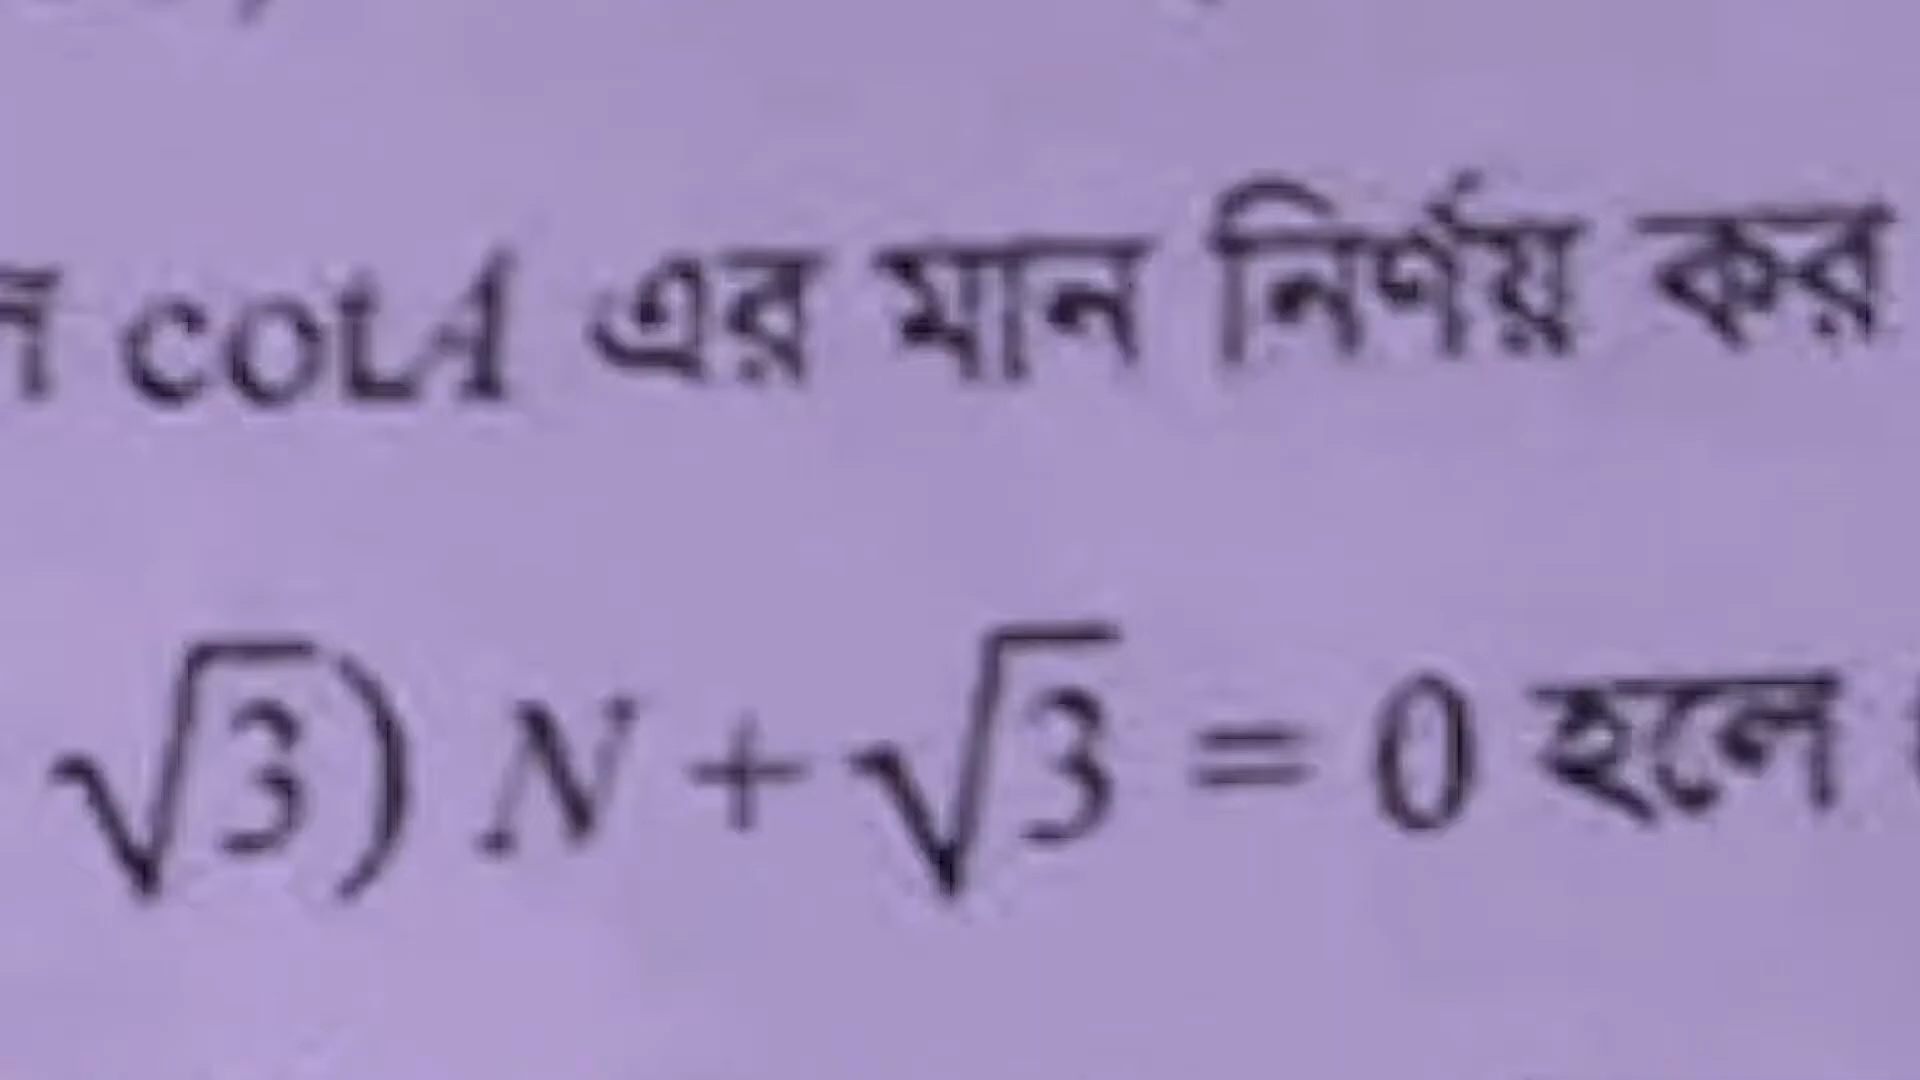 cotA এর মান নির্ণয় কর
√3) N + √3 = 0 হলে